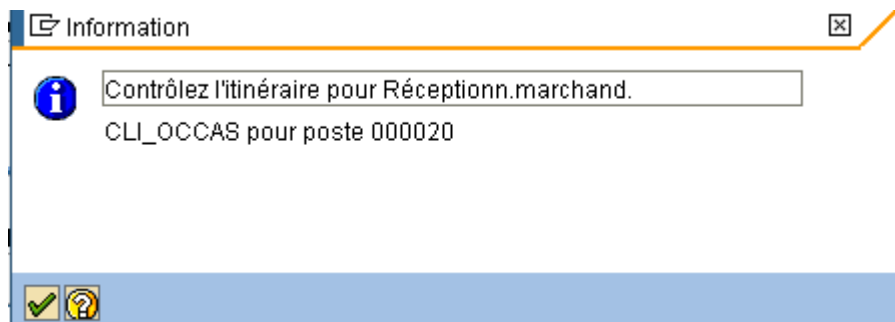 Information
Contrôlez l'itinéraire pour Réceptionn.marchand.
CLI_OCCAS pour poste 000020